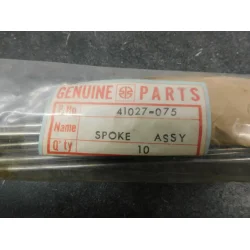 GENUINE PARTS
P. No 41027-075
Name SPOKE ASSY
Q'ty 10